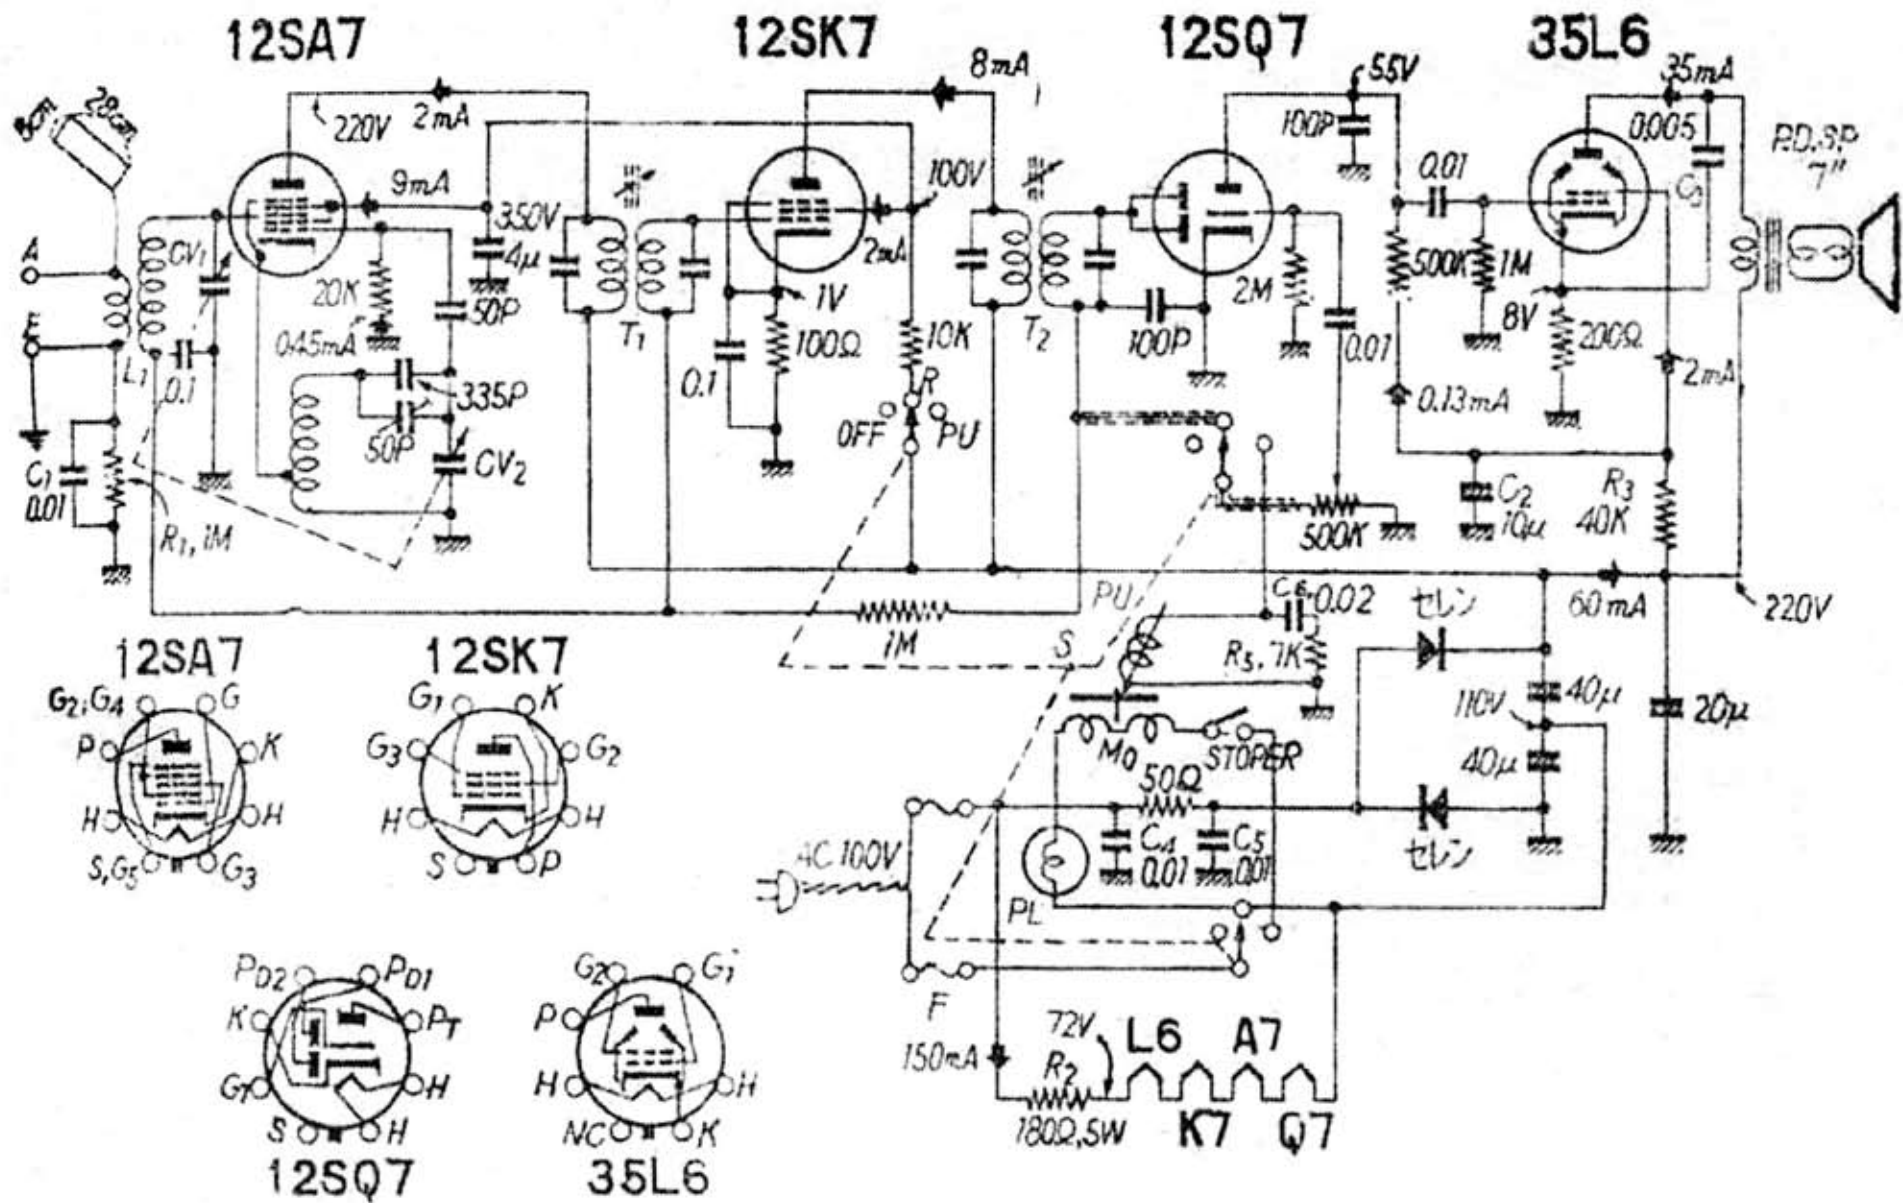 12SA7
12SK7
12SQ7
35L6
28cm
220V
2mA
8mA
55V
35mA
0.005
100P
P.D.SP
7"
9mA
350V
4μ
100V
2mA
0.01
A
E
CV1
20K
50P
0.45mA
L1
0.1
335P
50P
CV2
C1
0.01
R1, 1M
T1
1V
100Ω
0.1
10K
R
OFF
PU
T2
100P
2M
0.01
500K
1M
8V
200Ω
2mA
0.13mA
500K
C2
10μ
R3
40K
1M
PU
S
0.02
R5, 7K
セレン
60mA
220V
40μ
110V
40μ
20μ
MO
STOPER
50Ω
C4
0.01
C5
0.01
セレン
AC 100V
PL
F
150mA
72V
R2
180Ω, 5W
L6
A7
K7
Q7
12SA7
G2, G4
G
P
K
H
H
S, G5
G3
12SK7
G1
K
G3
G2
H
H
S
P
PD2
PD1
K
PT
G1
H
S
H
12SQ7
G2
G1
P
H
H
NC
K
35L6